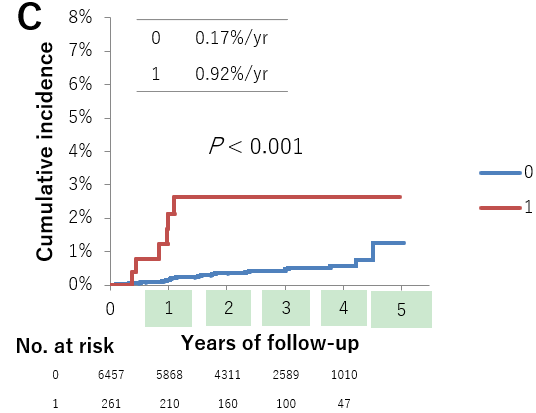 C
8%
0 0.17%/yr
7%
1 0.92%/yr
6%
5%
4%
P < 0.001
3%
2%
1%
0%
Cumulative incidence
0
1
0 1 2 3 4 5
Years of follow-up
No. at risk
0 6457 5868 4311 2589 1010
1 261 210 160 100 47